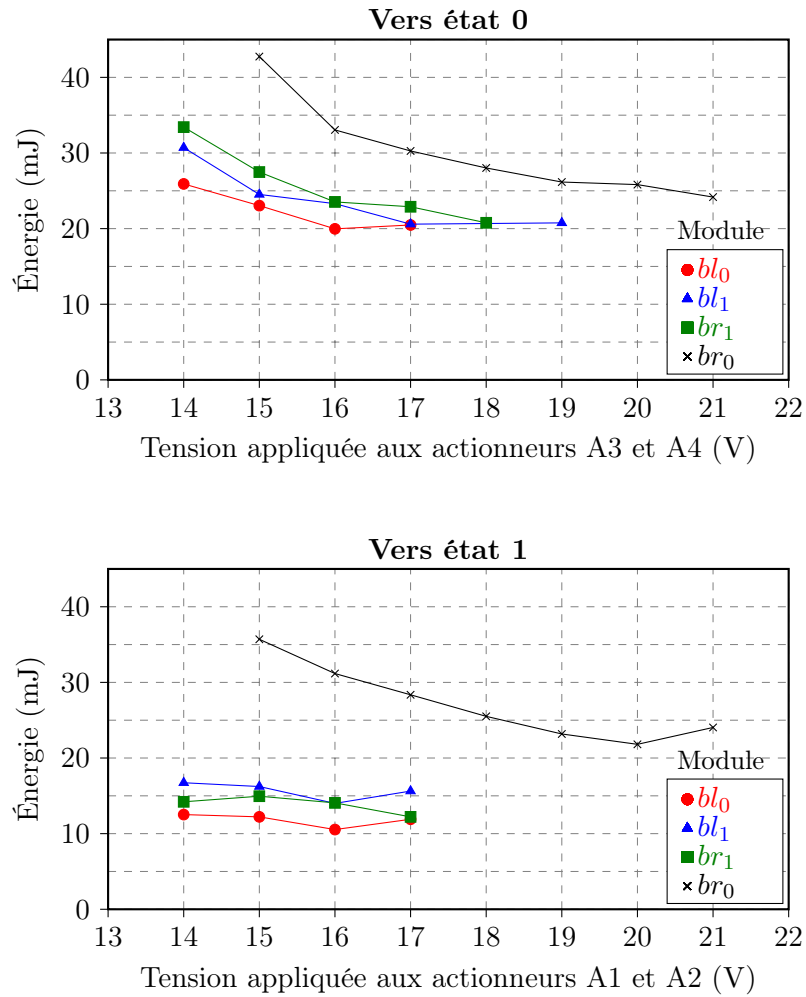 Vers état 0
Énergie (mJ)
40
30
20
10
0
13 14 15 16 17 18 19 20 21 22
Tension appliquée aux actionneurs A3 et A4 (V)
Module
bl₀
bl₁
br₁
br₀
Vers état 1
Énergie (mJ)
40
30
20
10
0
13 14 15 16 17 18 19 20 21 22
Tension appliquée aux actionneurs A1 et A2 (V)
Module
bl₀
bl₁
br₁
br₀